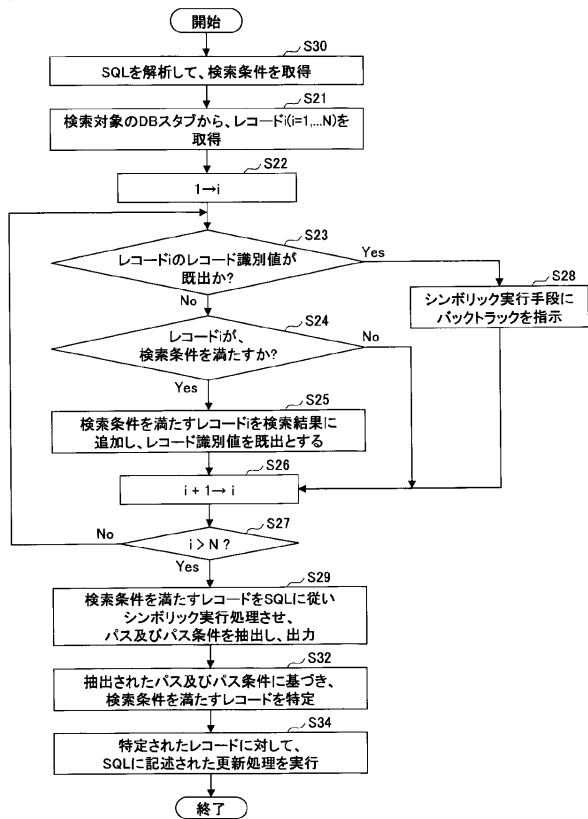 開始
S30
SQLを解析して、検索条件を取得
S21
検索対象のDBスタブから、レコードi(i=1,...N)を
取得
S22
1→i
S23
レコードiのレコード識別値が
既出か?
Yes
No
S28
シンボリック実行手段に
バックトラックを指示
S24
レコードiが、
検索条件を満たすか?
No
Yes
S25
検索条件を満たすレコードiを検索結果に
追加し、レコード識別値を既出とする
S26
i + 1→i
S27
i > N ?
No
Yes
S29
検索条件を満たすレコードをSQLに従い
シンボリック実行処理させ、
パス及びパス条件を抽出し、出力
S32
抽出されたパス及びパス条件に基づき、
検索条件を満たすレコードを特定
S34
特定されたレコードに対して、
SQLに記述された更新処理を実行
終了